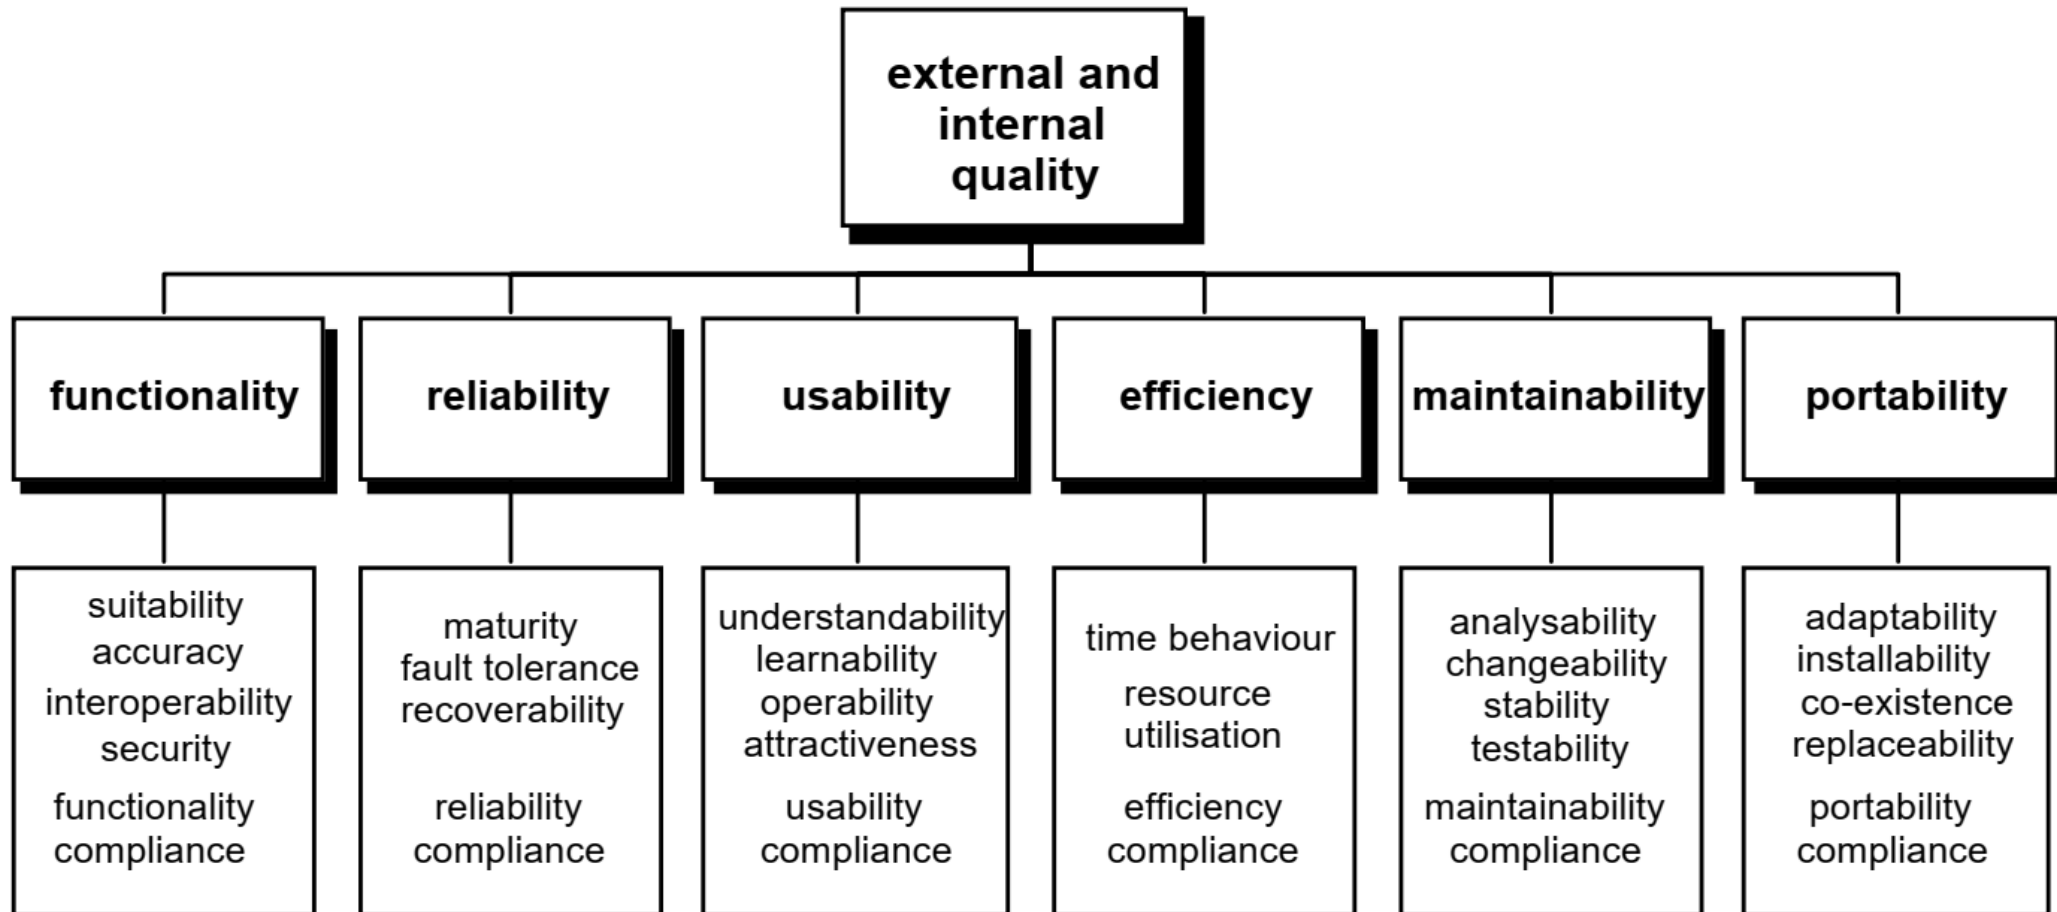 external and
internal
quality
functionality
reliability
usability
efficiency
maintainability
portability
suitability
accuracy
interoperability
security
functionality
compliance
maturity
fault tolerance
recoverability
reliability
compliance
understandability
learnability
operability
attractiveness
usability
compliance
time behaviour
resource
utilisation
efficiency
compliance
analysability
changeability
stability
testability
maintainability
compliance
adaptability
installability
co-existence
replaceability
portability
compliance